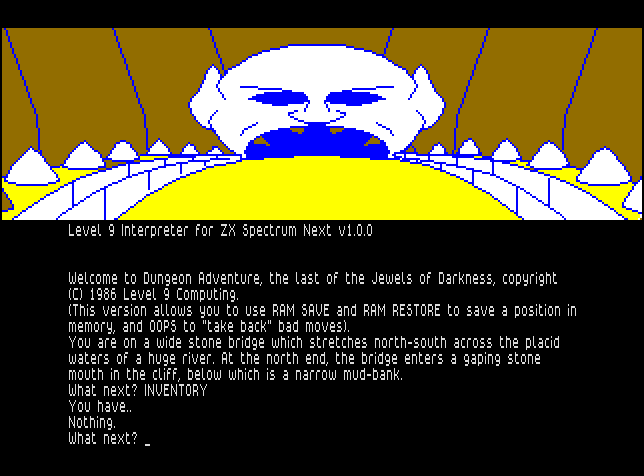 Level 9 Interpreter for ZX Spectrum Next v1.0.0
Welcome to Dungeon Adventure, the last of the Jewels of Darkness, copyright
(C) 1986 Level 9 Computing.
(This version allows you to use RAM SAVE and RAM RESTORE to save a position in
memory, and OOPS to "take back" bad moves).
You are on a wide stone bridge which stretches north-south across the placid
waters of a huge river. At the north end, the bridge enters a gaping stone
mouth in the cliff, below which is a narrow mud-bank.
What next? INVENTORY
You have..
Nothing.
What next? _